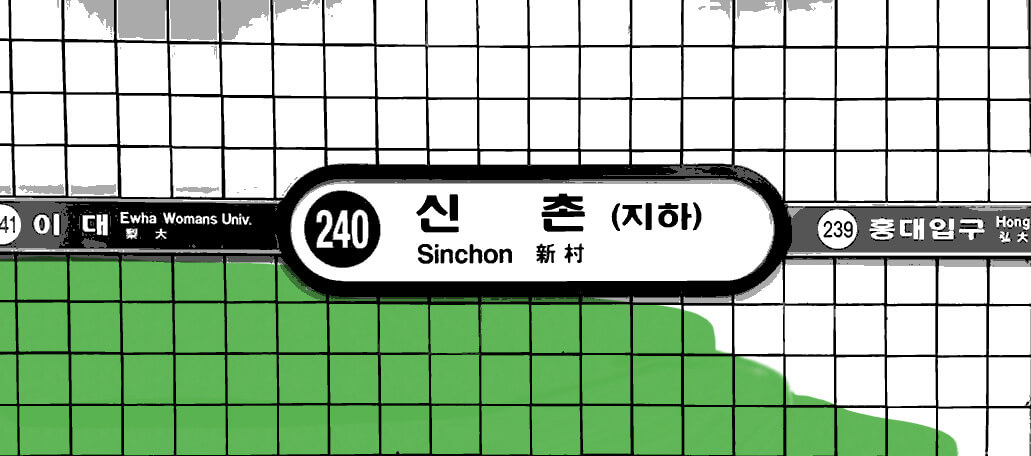 41 이 대 Ewha Womans Univ.
梨 大
240 신 촌 (지하)
Sinchon 新 村
239 홍대입구 Hong
弘 大